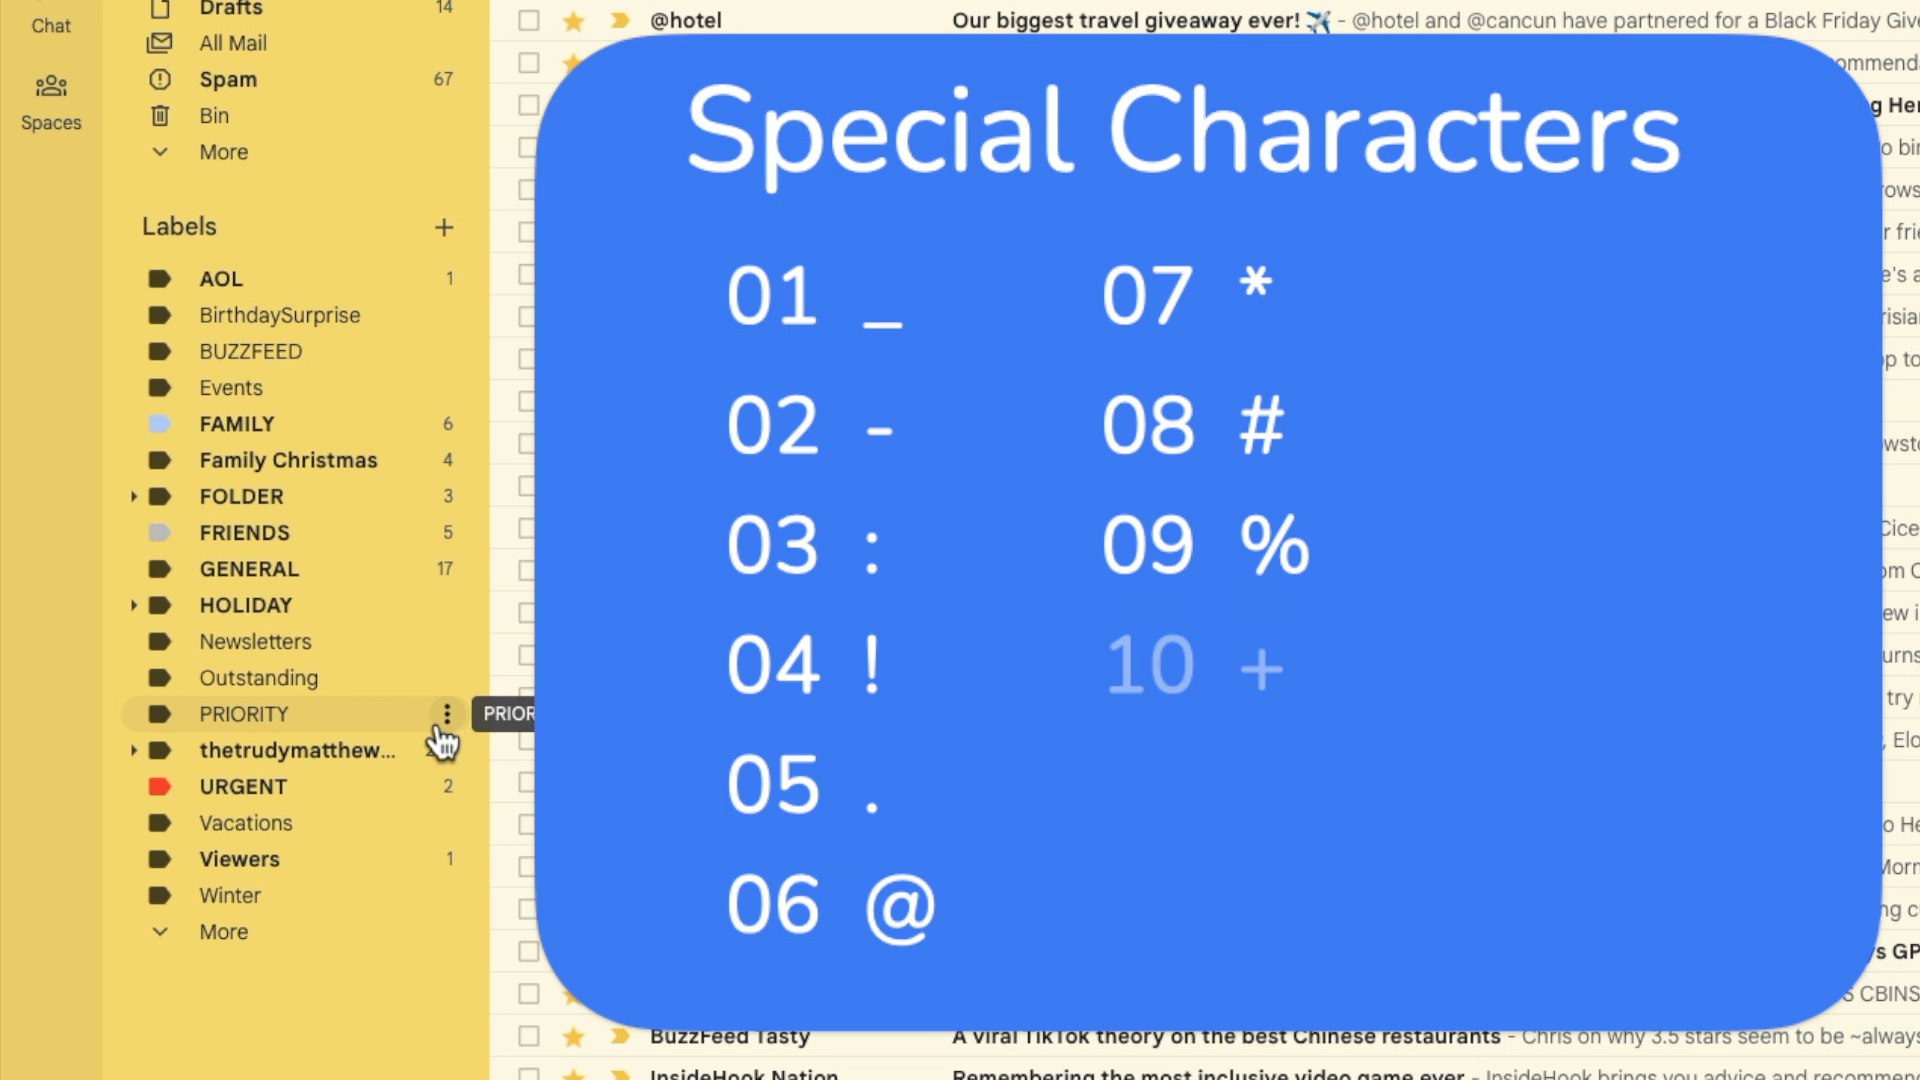 Chat
Spaces
Drafts 14
All Mail
Spam 67
Bin
More
Labels +
AOL 1
BirthdaySurprise
BUZZFEED
Events
FAMILY 6
Family Christmas 4
FOLDER 3
FRIENDS 5
GENERAL 17
HOLIDAY
Newsletters
Outstanding
PRIORITY
thetrudymatthew...
URGENT 2
Vacations
Viewers 1
Winter
More
@hotel Our biggest travel giveaway ever! ✈️ - @hotel and @cancun have partnered for a Black Friday Give
Special Characters
01 _
02 -
03 :
04 !
05 .
06 @
07 *
08 #
09 %
10 +
BuzzFeed Tasty A viral TikTok theory on the best Chinese restaurants - Chris on why 3.5 stars seem to be ~always
InsideHook Nation Remembering the most inclusive video game ever - InsideHook brings you advice and recommen